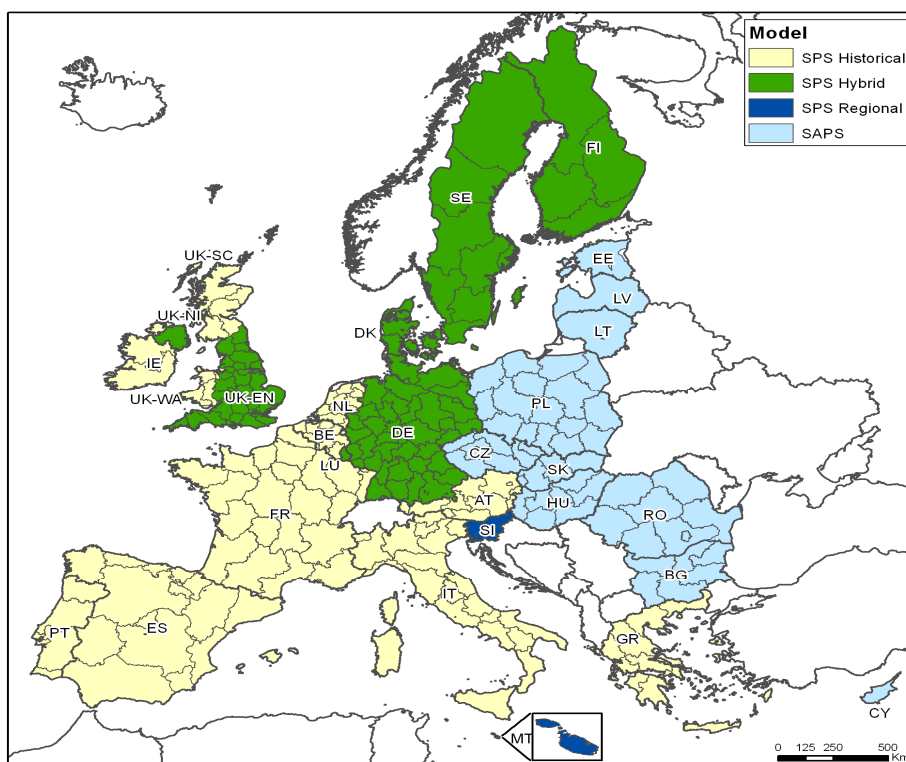 Model
SPS Historical
SPS Hybrid
SPS Regional
SAPS
FI
SE
UK-SC
EE
LV
DK
UK-NI
LT
IE
UK-WA
UK-EN
NL
PL
BE
DE
CZ
LU
SK
AT
HU
FR
RO
SI
BG
IT
ES
PT
GR
CY
MT
0 125 250 500
Km